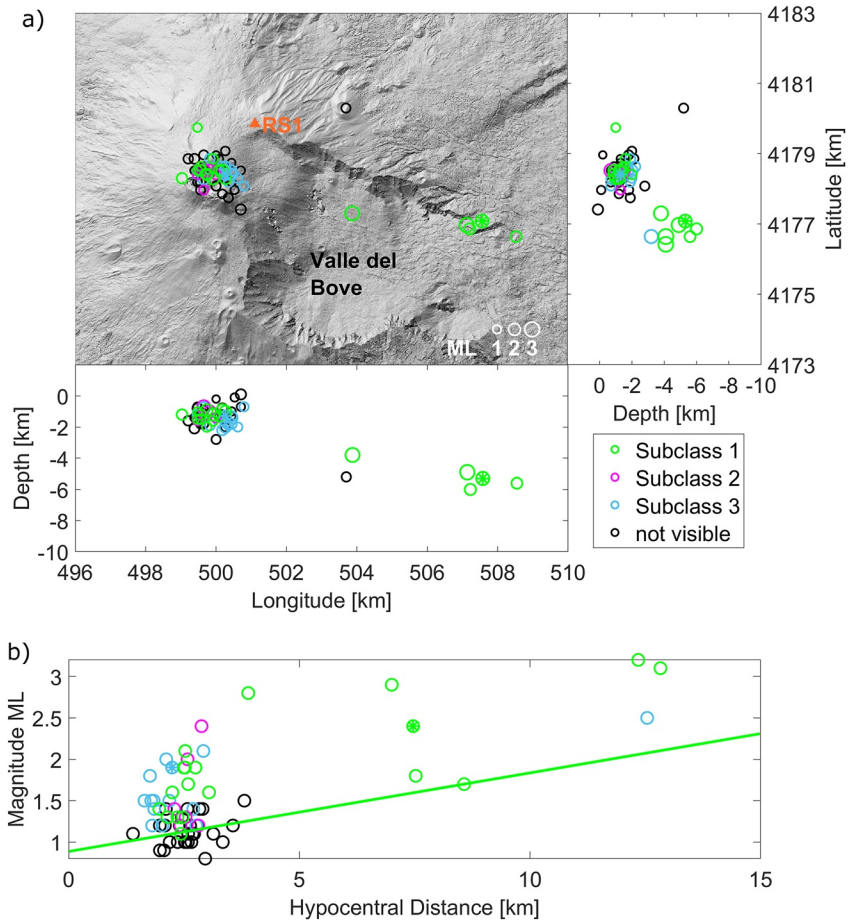 a)
RS1
Valle del
Bove
ML 1 2 3
4183
4181
4179
4177
4175
4173
Latitude [km]
0 -2 -4 -6 -8 -10
Depth [km]
0
-2
-4
-6
-8
-10
Depth [km]
496 498 500 502 504 506 508 510
Longitude [km]
Subclass 1
Subclass 2
Subclass 3
not visible
b)
3
2.5
2
1.5
1
Magnitude ML
0 5 10 15
Hypocentral Distance [km]